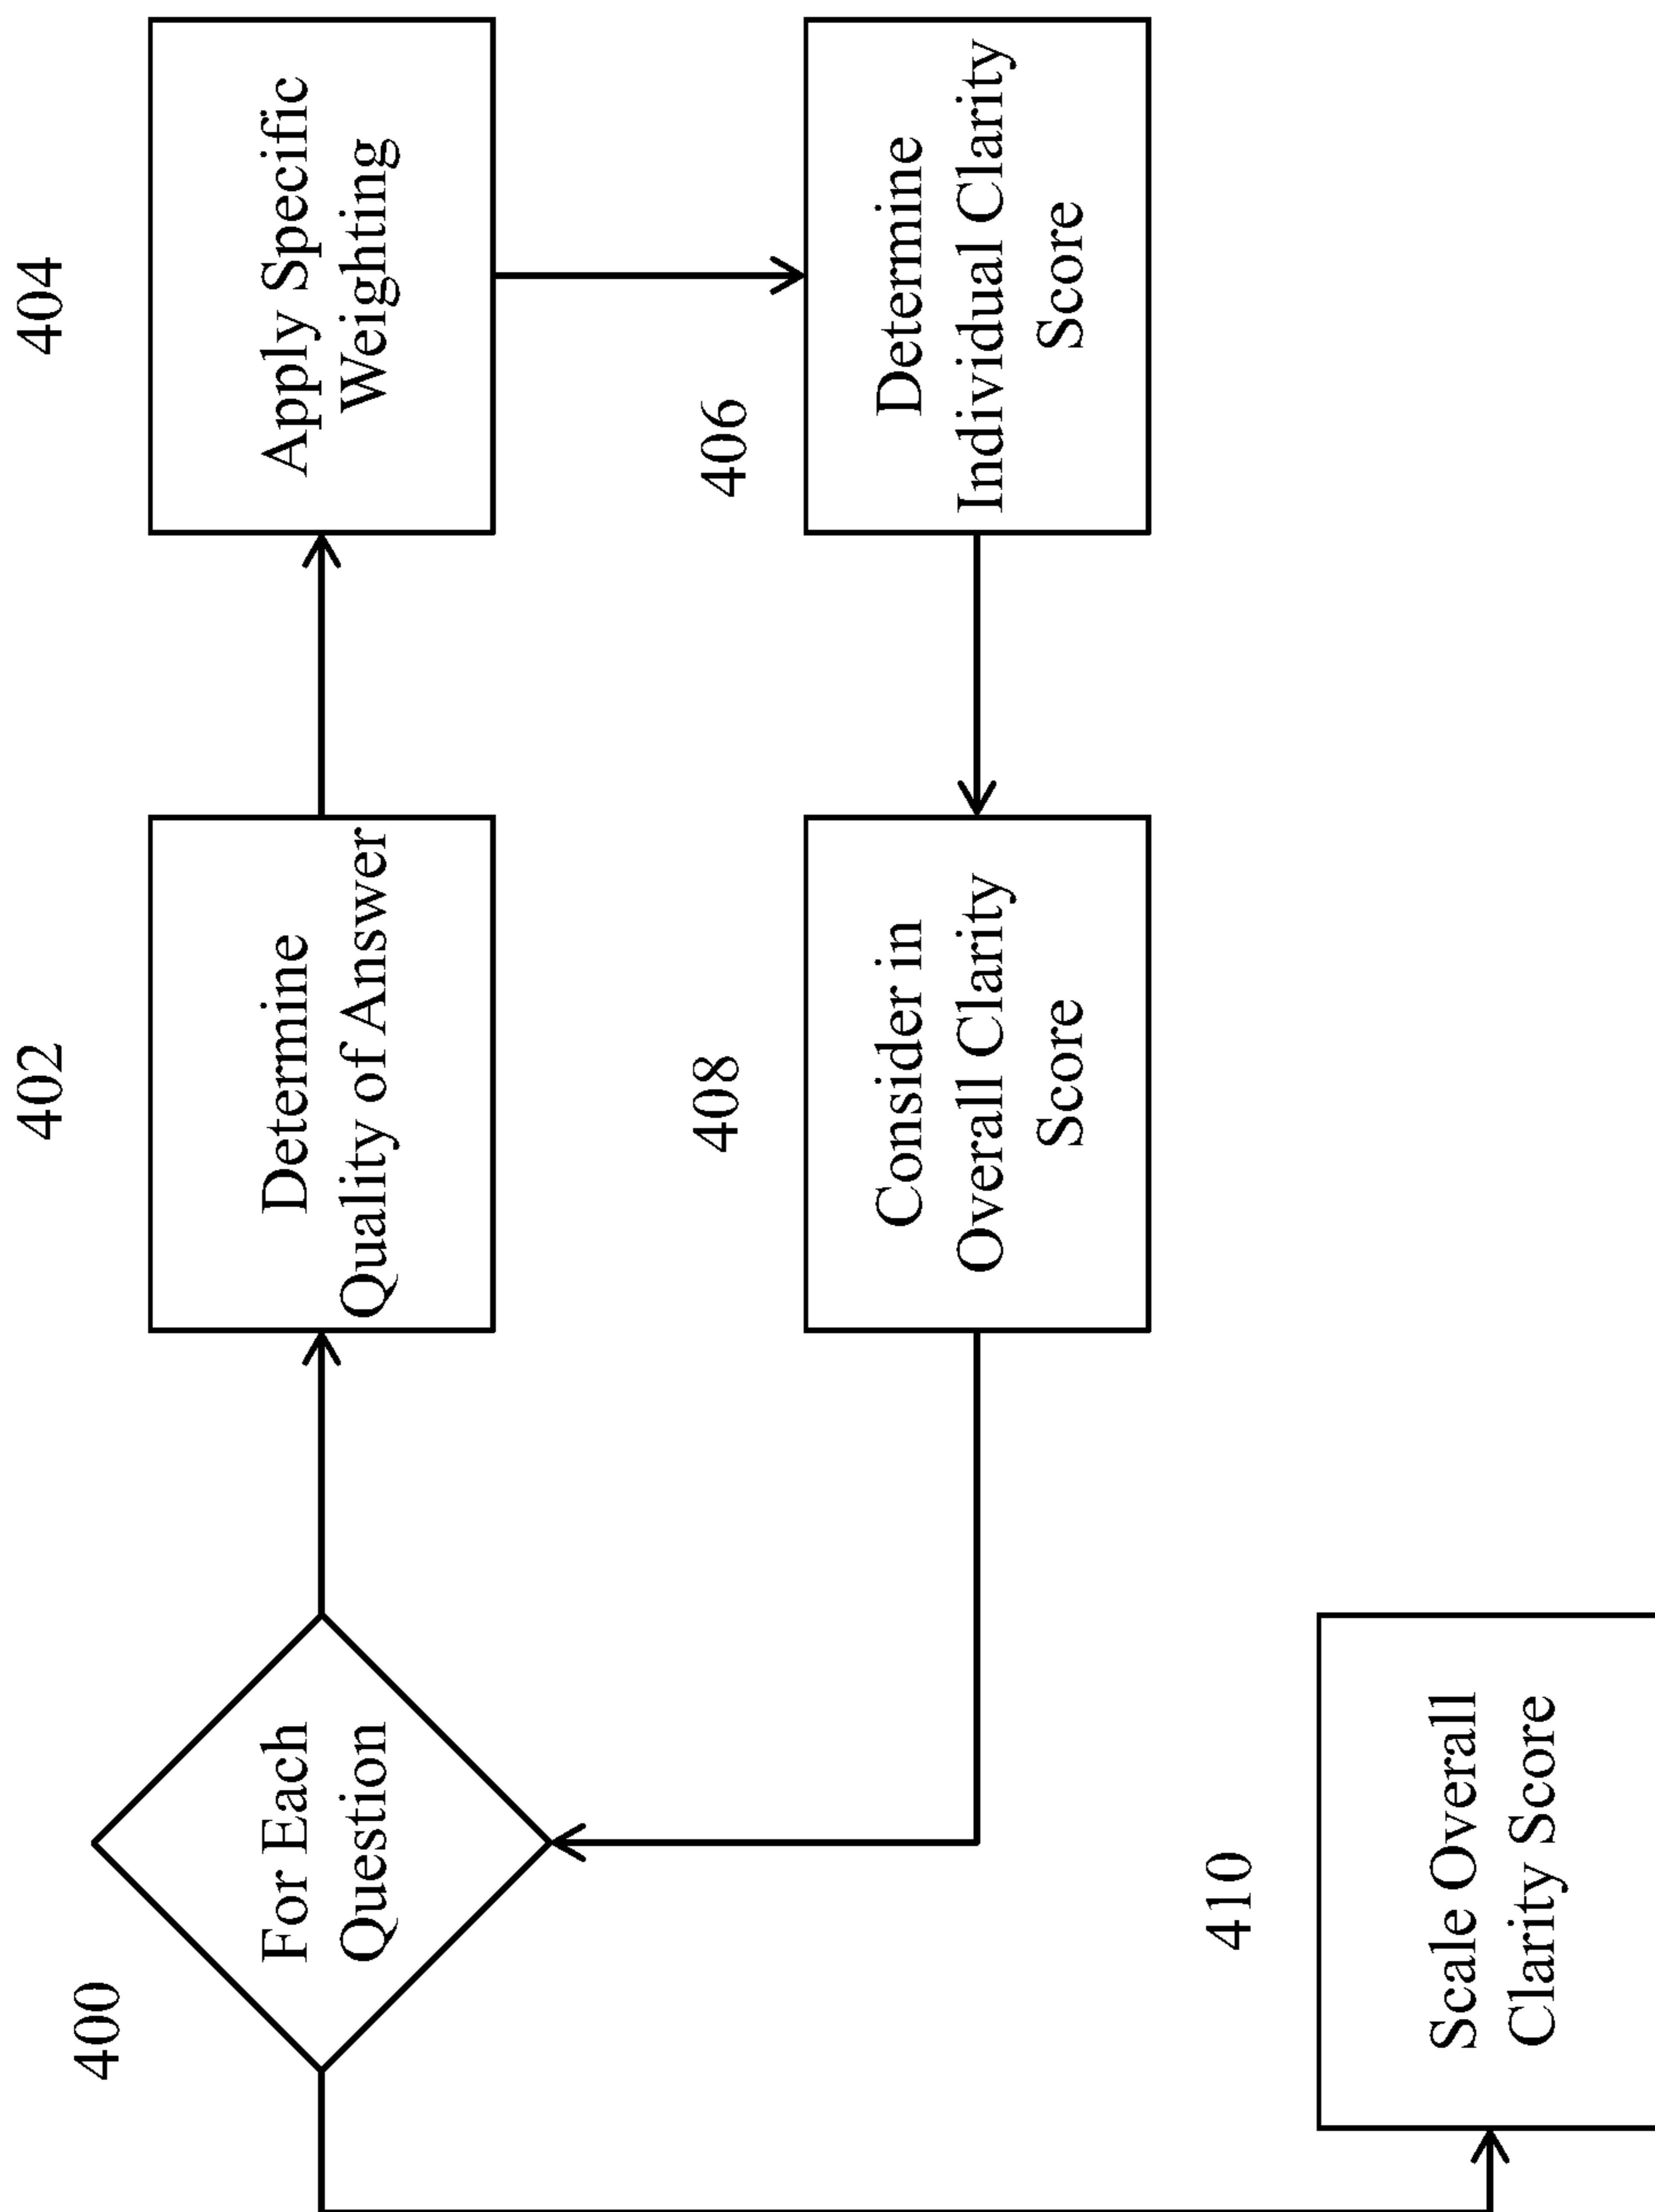 400
For Each
Question
402
Determine
Quality of Answer
404
Apply Specific
Weighting
406
Determine
Individual Clarity
Score
408
Consider in
Overall Clarity
Score
410
Scale Overall
Clarity Score